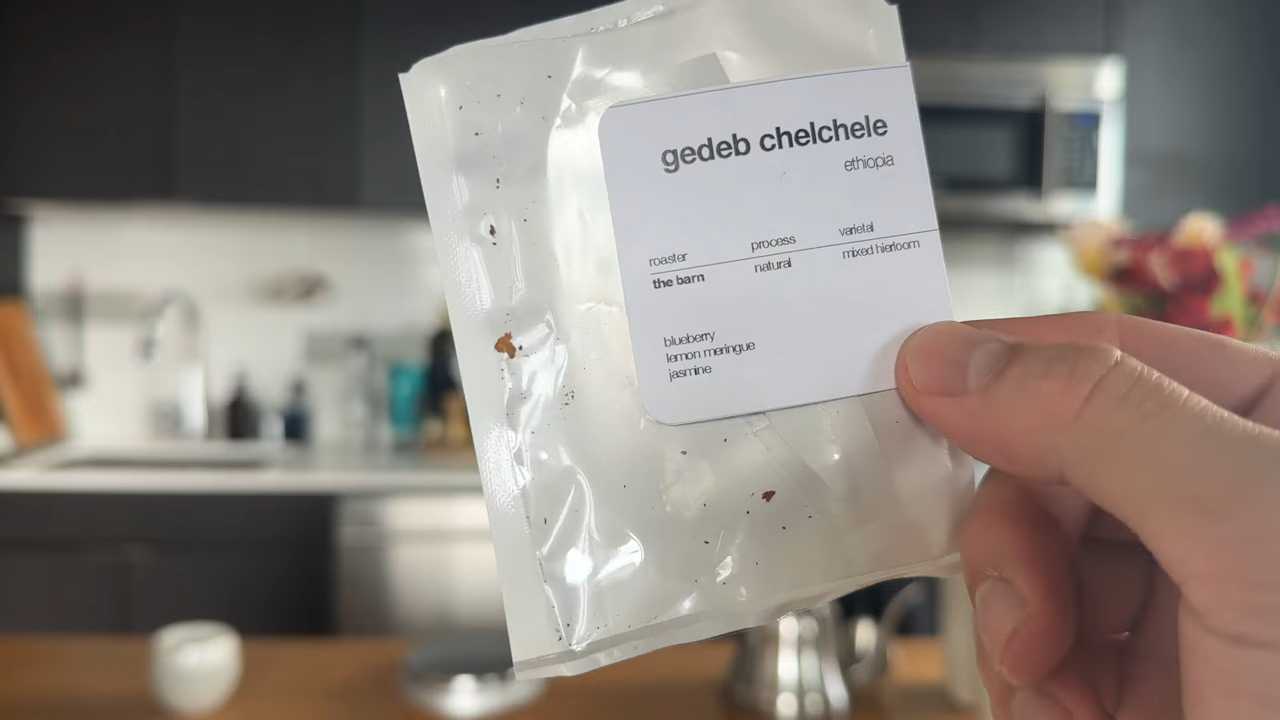 gedeb chelchele
ethiopia
roaster process varietal
the barn natural mixed hierloom
blueberry
lemon meringue
jasmine